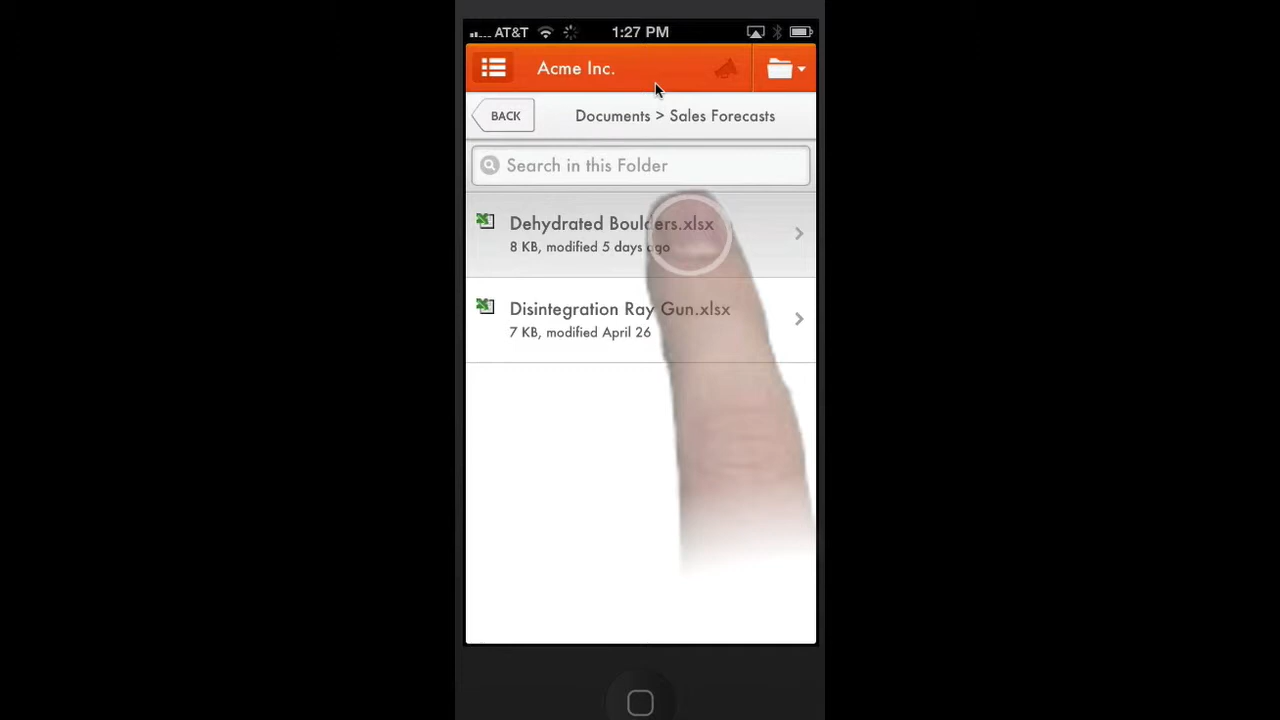 AT&T 1:27 PM
Acme Inc.
BACK
Documents > Sales Forecasts
Search in this Folder
Dehydrated Boulders.xlsx
8 KB, modified 5 days ago
Disintegration Ray Gun.xlsx
7 KB, modified April 26